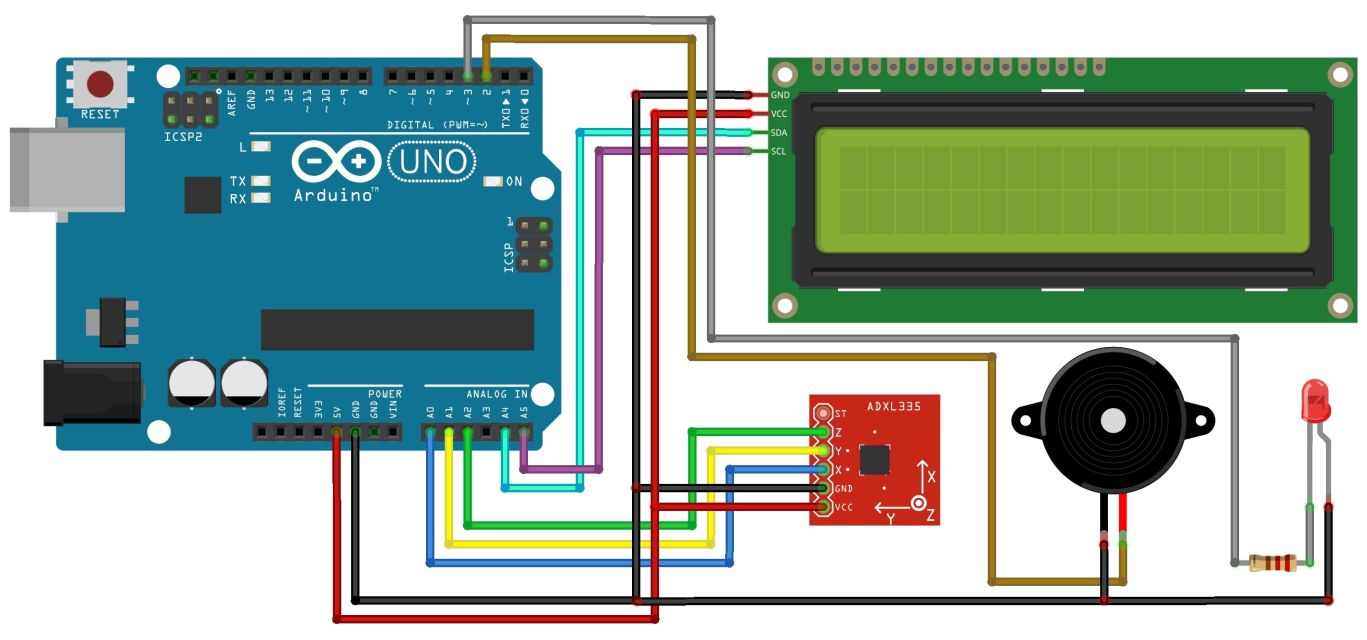 RESET
ICSP2
AREF
GND
13
12
~11
~10
~9
8
7
~6
~5
4
~3
2
TX0▶1
RX0◀0
DIGITAL (PWM=~)
L
TX
RX
UNO
Arduino™
ON
1
ICSP
POWER
ANALOG IN
IOREF
RESET
3V3
5V
GND
GND
VIN
A0
A1
A2
A3
A4
A5
GND
VCC
SDA
SCL
ADXL335
ST
Z
Y
X
GND
VCC
X
Y
Z